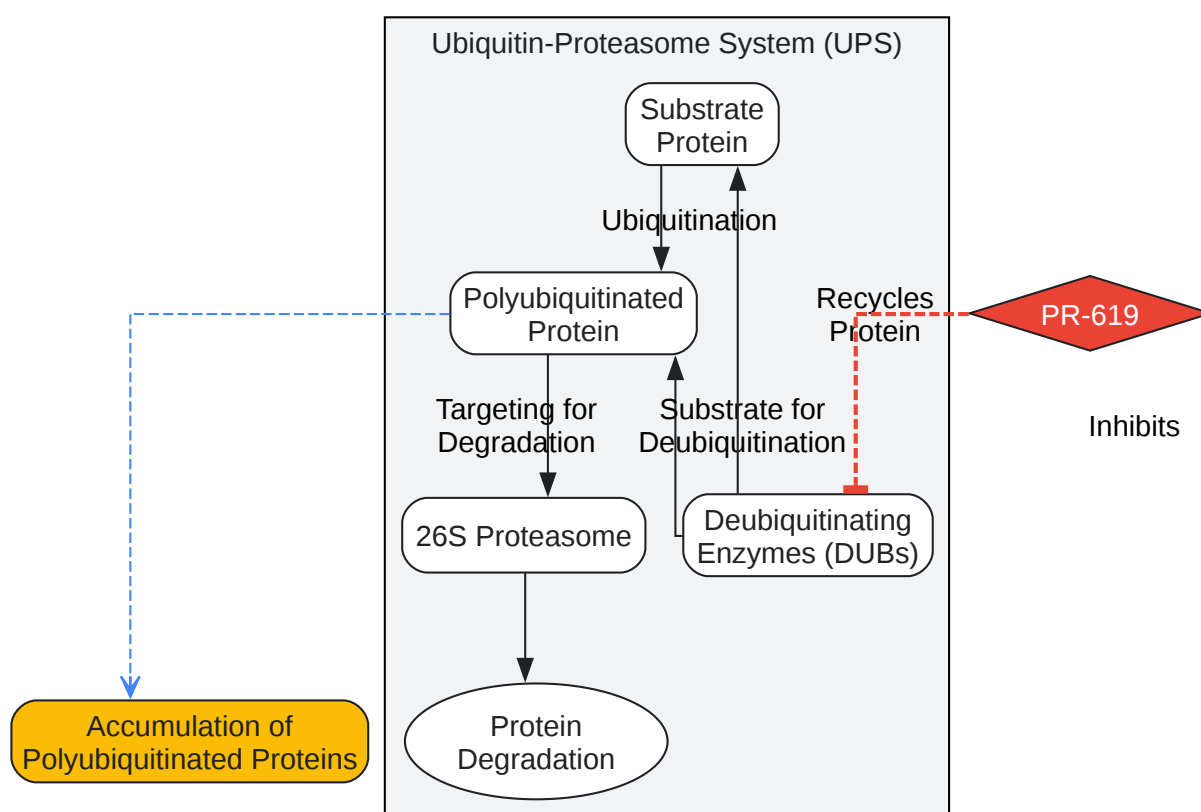 Ubiquitin-Proteasome System (UPS)
Substrate
Protein
Ubiquitination
Polyubiquitinated
Protein
Recycles
Protein
PR-619
Targeting for
Degradation
Substrate for
Deubiquitination
Inhibits
26S Proteasome
Deubiquitinating
Enzymes (DUBs)
Accumulation of
Polyubiquitinated Proteins
Protein
Degradation